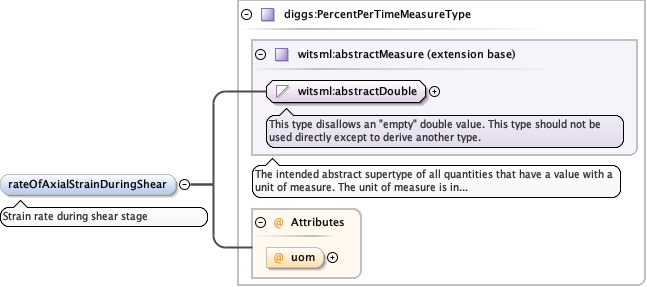 diggs:PercentPerTimeMeasureType
witsml:abstractMeasure (extension base)
witsml:abstractDouble
This type disallows an "empty" double value. This type should not be
used directly except to derive another type.
rateOfAxialStrainDuringShear
Strain rate during shear stage
The intended abstract supertype of all quantities that have a value with a
unit of measure. The unit of measure is in...
@ Attributes
@ uom